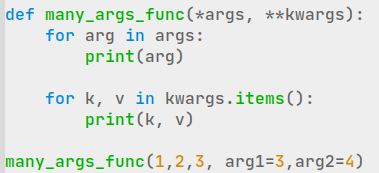 def many_args_func(*args, **kwargs):
    for arg in args:
        print(arg)

    for k, v in kwargs.items():
        print(k, v)

many_args_func(1,2,3, arg1=3,arg2=4)